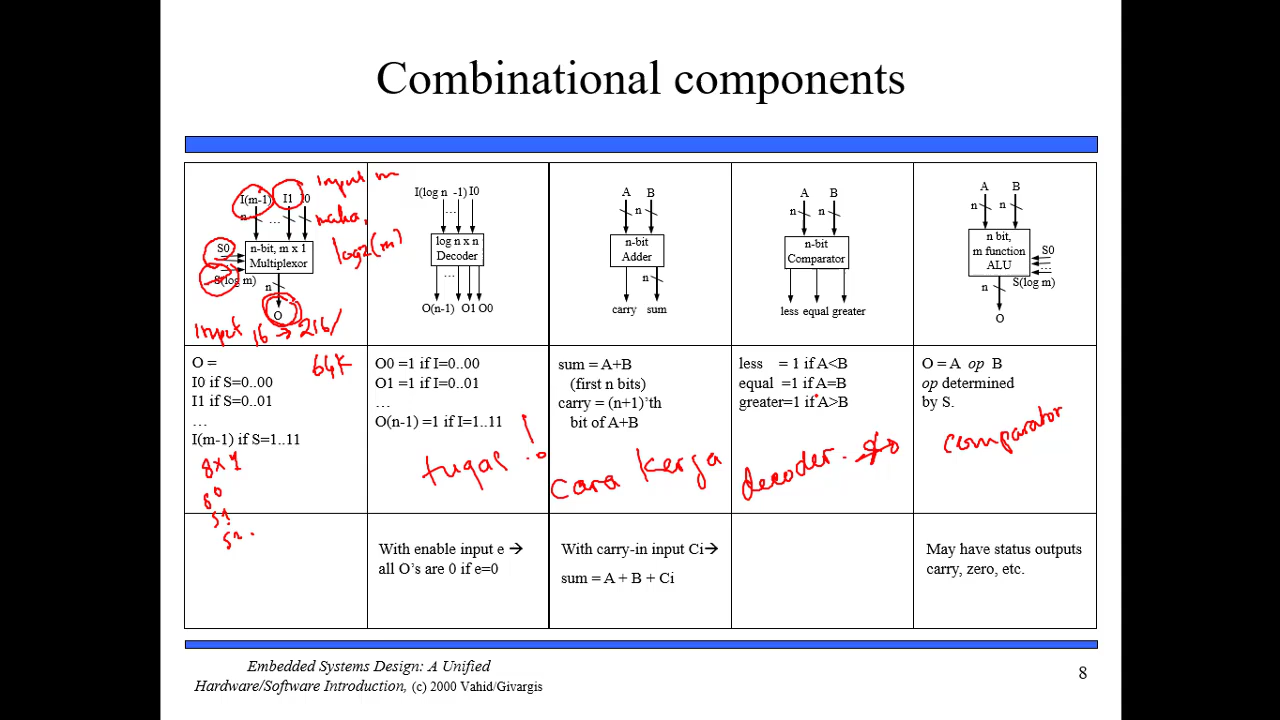 Combinational components
I(m-1) I1 I0
n
…
S0
n-bit, m x 1
Multiplexor
S(log m)
n
O
Input m
maka,
log2(m)
Input 16 → 216/
64K
I(log n -1) I0
…
log n x n
Decoder
…
O(n-1) O1 O0
A B
n
n-bit
Adder
n
carry sum
A B
n n
n-bit
Comparator
less equal greater
A B
n n
n bit,
m function
ALU
S0
…
S(log m)
n
O
O =
I0 if S=0..00
I1 if S=0..01
…
I(m-1) if S=1..11
8x1
S0
S1
S2
O0 =1 if I=0..00
O1 =1 if I=0..01
…
O(n-1) =1 if I=1..11
sum = A+B
(first n bits)
carry = (n+1)’th
bit of A+B
less = 1 if A<B
equal =1 if A=B
greater=1 if A>B
O = A op B
op determined
by S.
tugas !
cara kerja decoder. comparator
With enable input e →
all O’s are 0 if e=0
With carry-in input Ci→
sum = A + B + Ci
May have status outputs
carry, zero, etc.
Embedded Systems Design: A Unified
Hardware/Software Introduction, (c) 2000 Vahid/Givargis
8